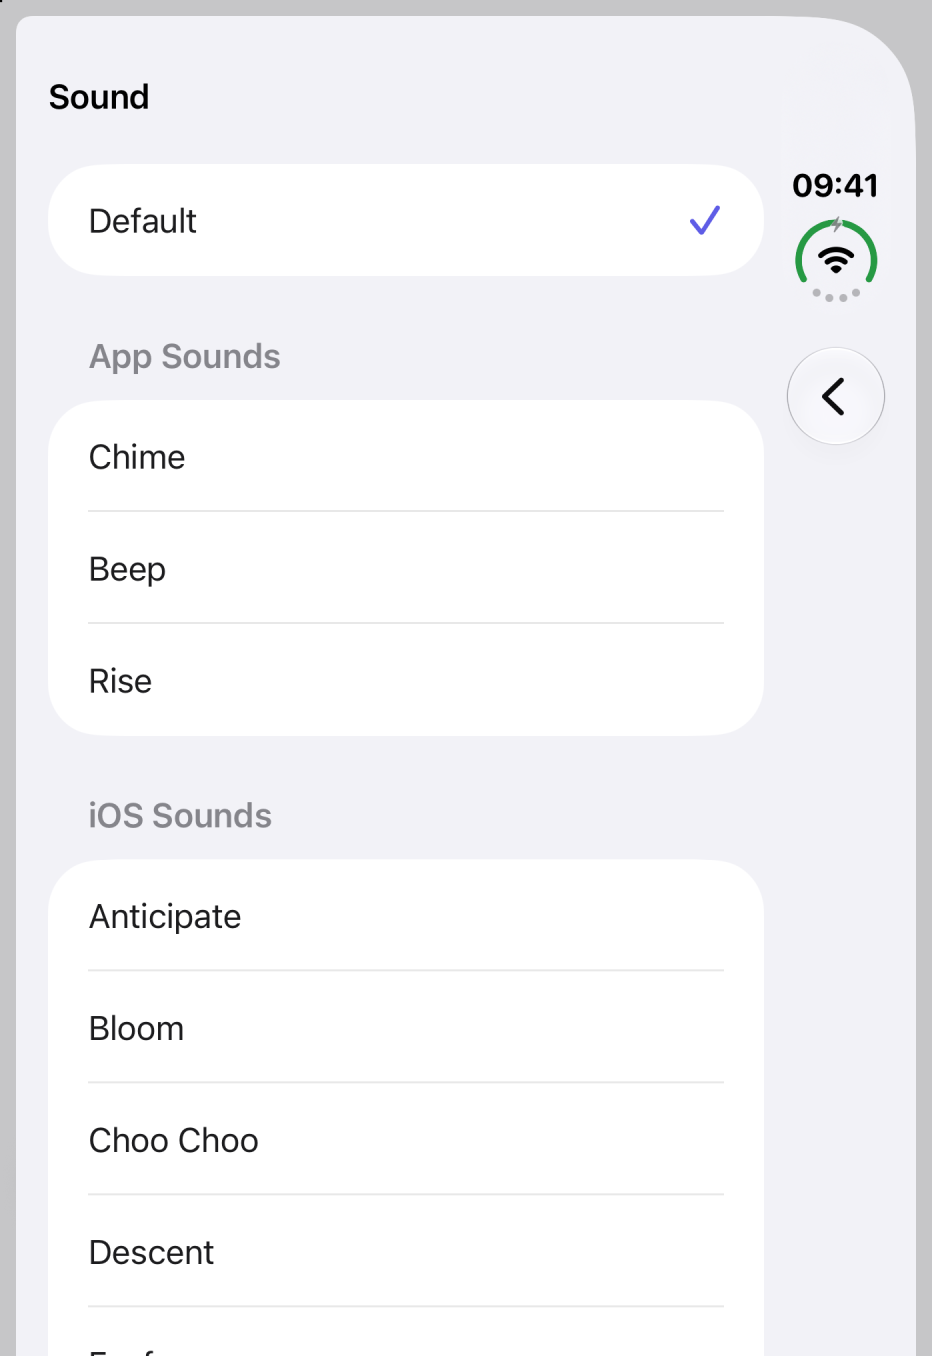 Sound
09:41
Default
App Sounds
Chime
Beep
Rise
iOS Sounds
Anticipate
Bloom
Choo Choo
Descent